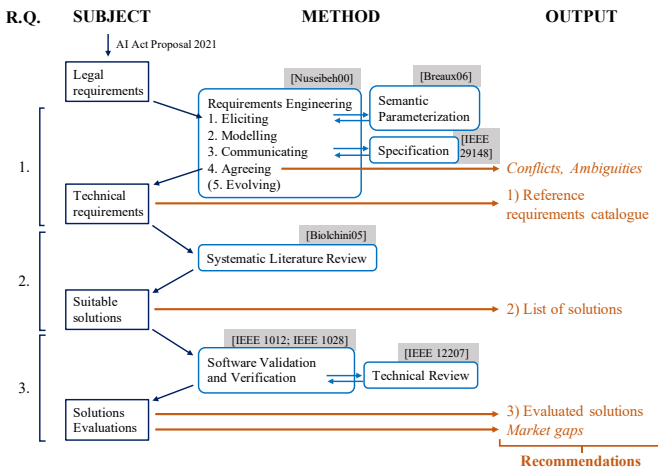 R.Q.
SUBJECT
METHOD
OUTPUT
AI Act Proposal 2021
Legal
requirements
[Nuseibeh00]
Requirements Engineering
1. Eliciting
2. Modelling
3. Communicating
4. Agreeing
(5. Evolving)
[Breaux06]
Semantic
Parameterization
[IEEE
29148]
Specification
Conflicts, Ambiguities
1.
Technical
requirements
1) Reference
requirements catalogue
[Biolchini05]
Systematic Literature Review
2.
Suitable
solutions
2) List of solutions
[IEEE 1012; IEEE 1028]
Software Validation
and Verification
[IEEE 12207]
Technical Review
3.
Solutions
Evaluations
3) Evaluated solutions
Market gaps
Recommendations